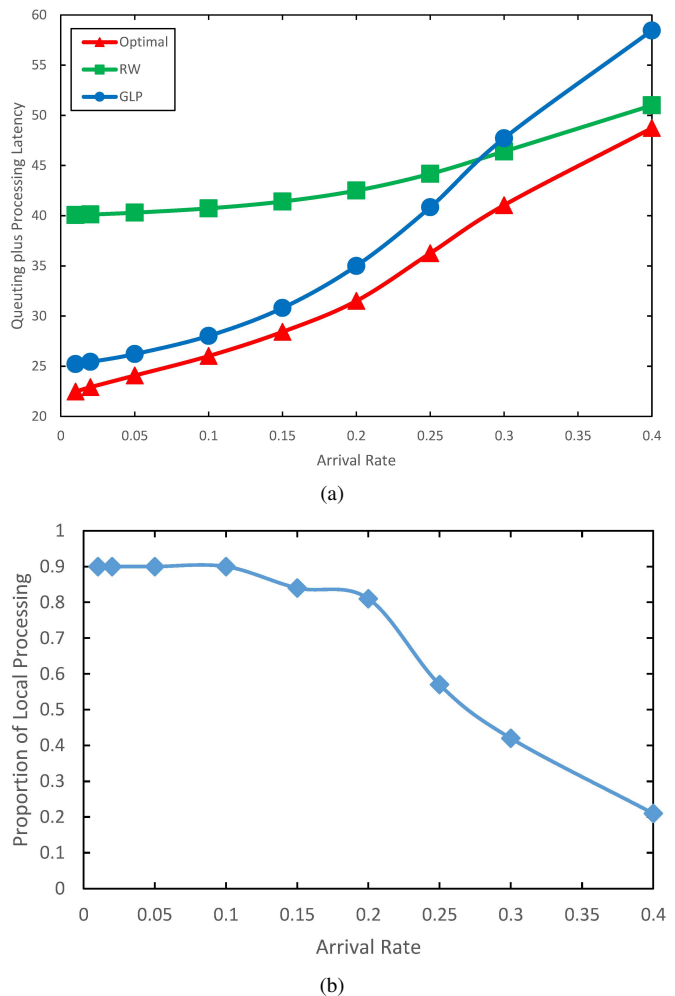 60
55
50
45
40
35
30
25
20
Queuting plus Processing Latency
Optimal
RW
GLP
0 0.05 0.1 0.15 0.2 0.25 0.3 0.35 0.4
Arrival Rate
(a)
1
0.9
0.8
0.7
0.6
0.5
0.4
0.3
0.2
0.1
0
Proportion of Local Processing
0 0.05 0.1 0.15 0.2 0.25 0.3 0.35 0.4
Arrival Rate
(b)